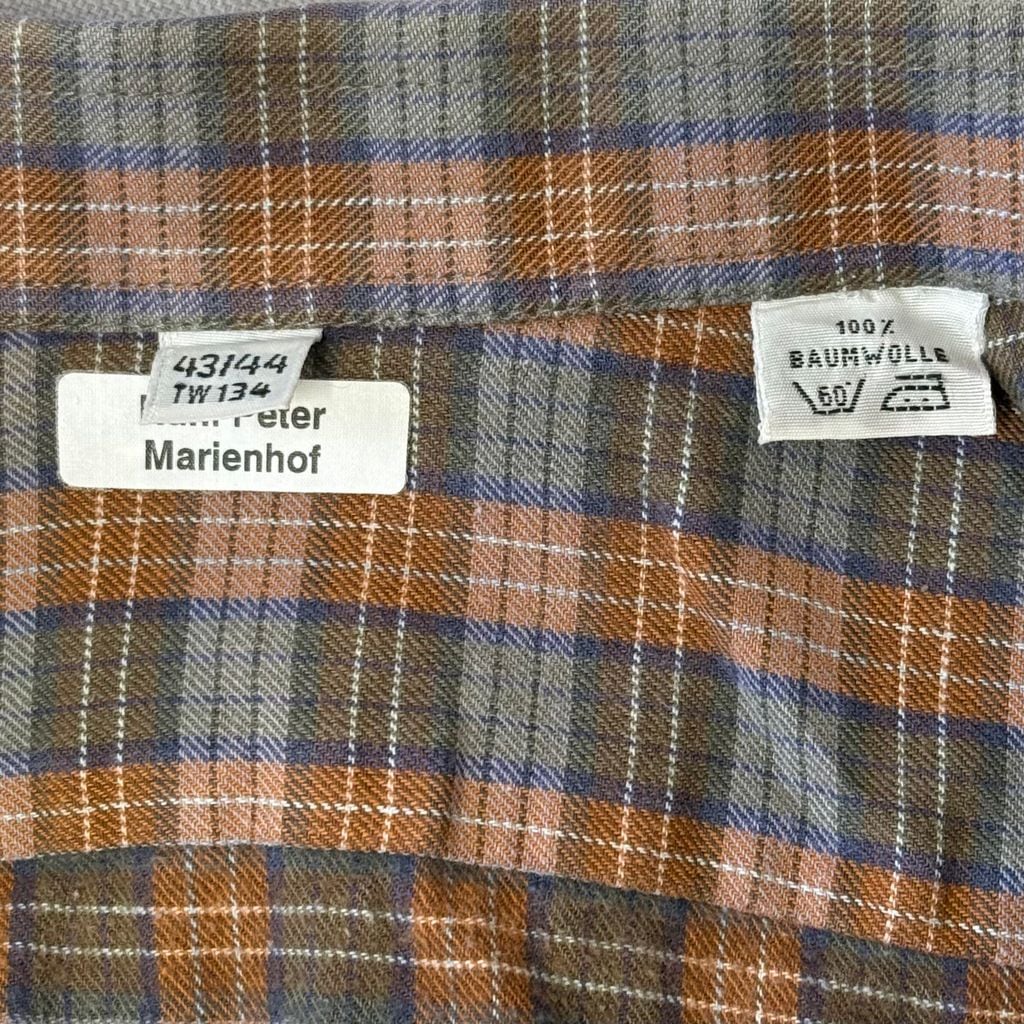 43/44
TW 134
Peter
Marienhof
100 %
BAUMWOLLE
60°